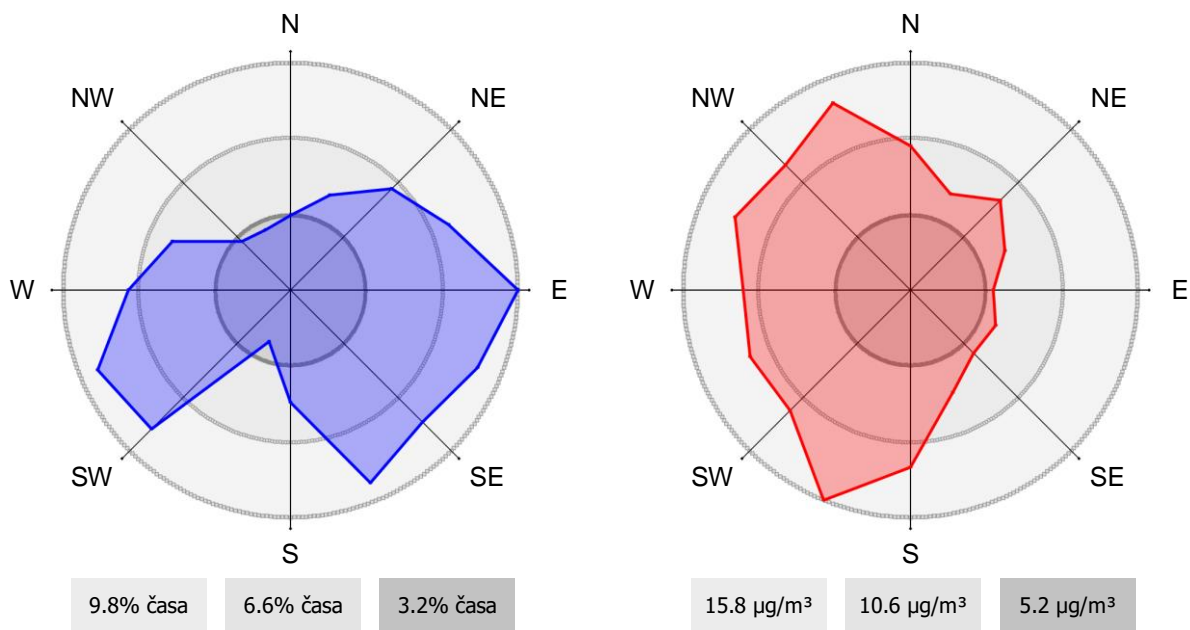 N
NE
E
SE
S
SW
W
NW
9.8% časa
6.6% časa
3.2% časa
N
NE
E
SE
S
SW
W
NW
15.8 µg/m³
10.6 µg/m³
5.2 µg/m³